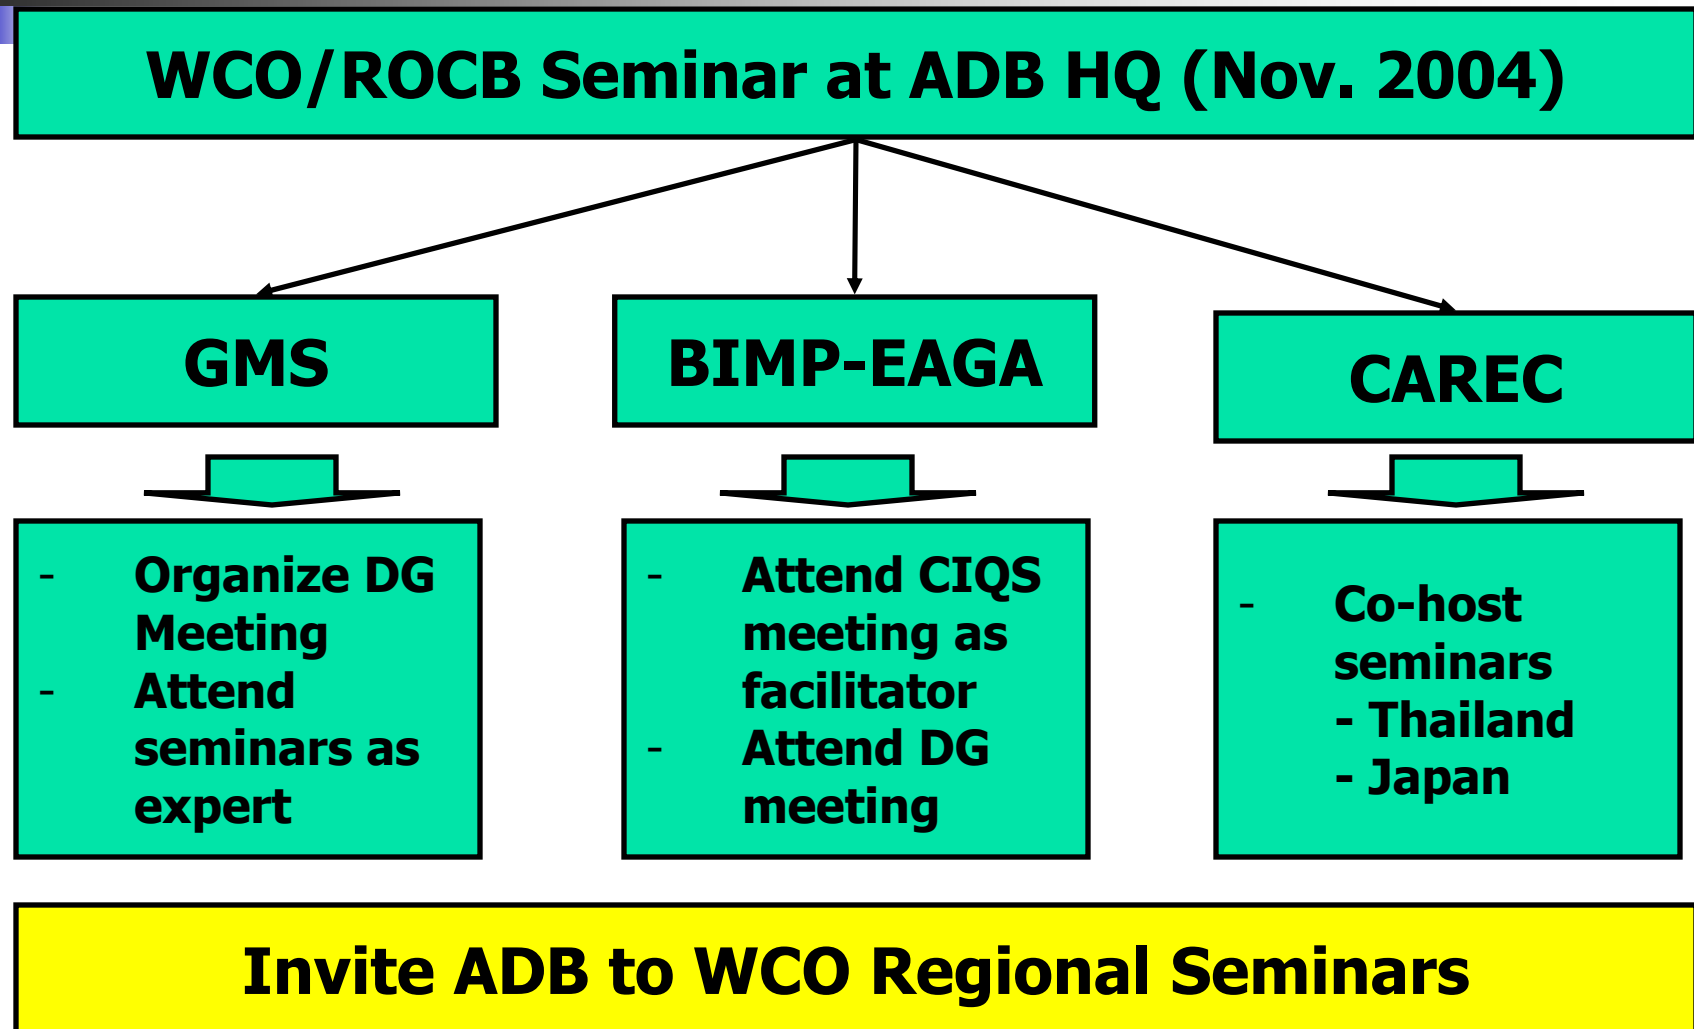 WCO/ROCB Seminar at ADB HQ (Nov. 2004)
GMS
BIMP-EAGA
CAREC
- Organize DG
Meeting
- Attend
seminars as
expert
- Attend CIQS
meeting as
facilitator
- Attend DG
meeting
- Co-host
seminars
- Thailand
- Japan
Invite ADB to WCO Regional Seminars